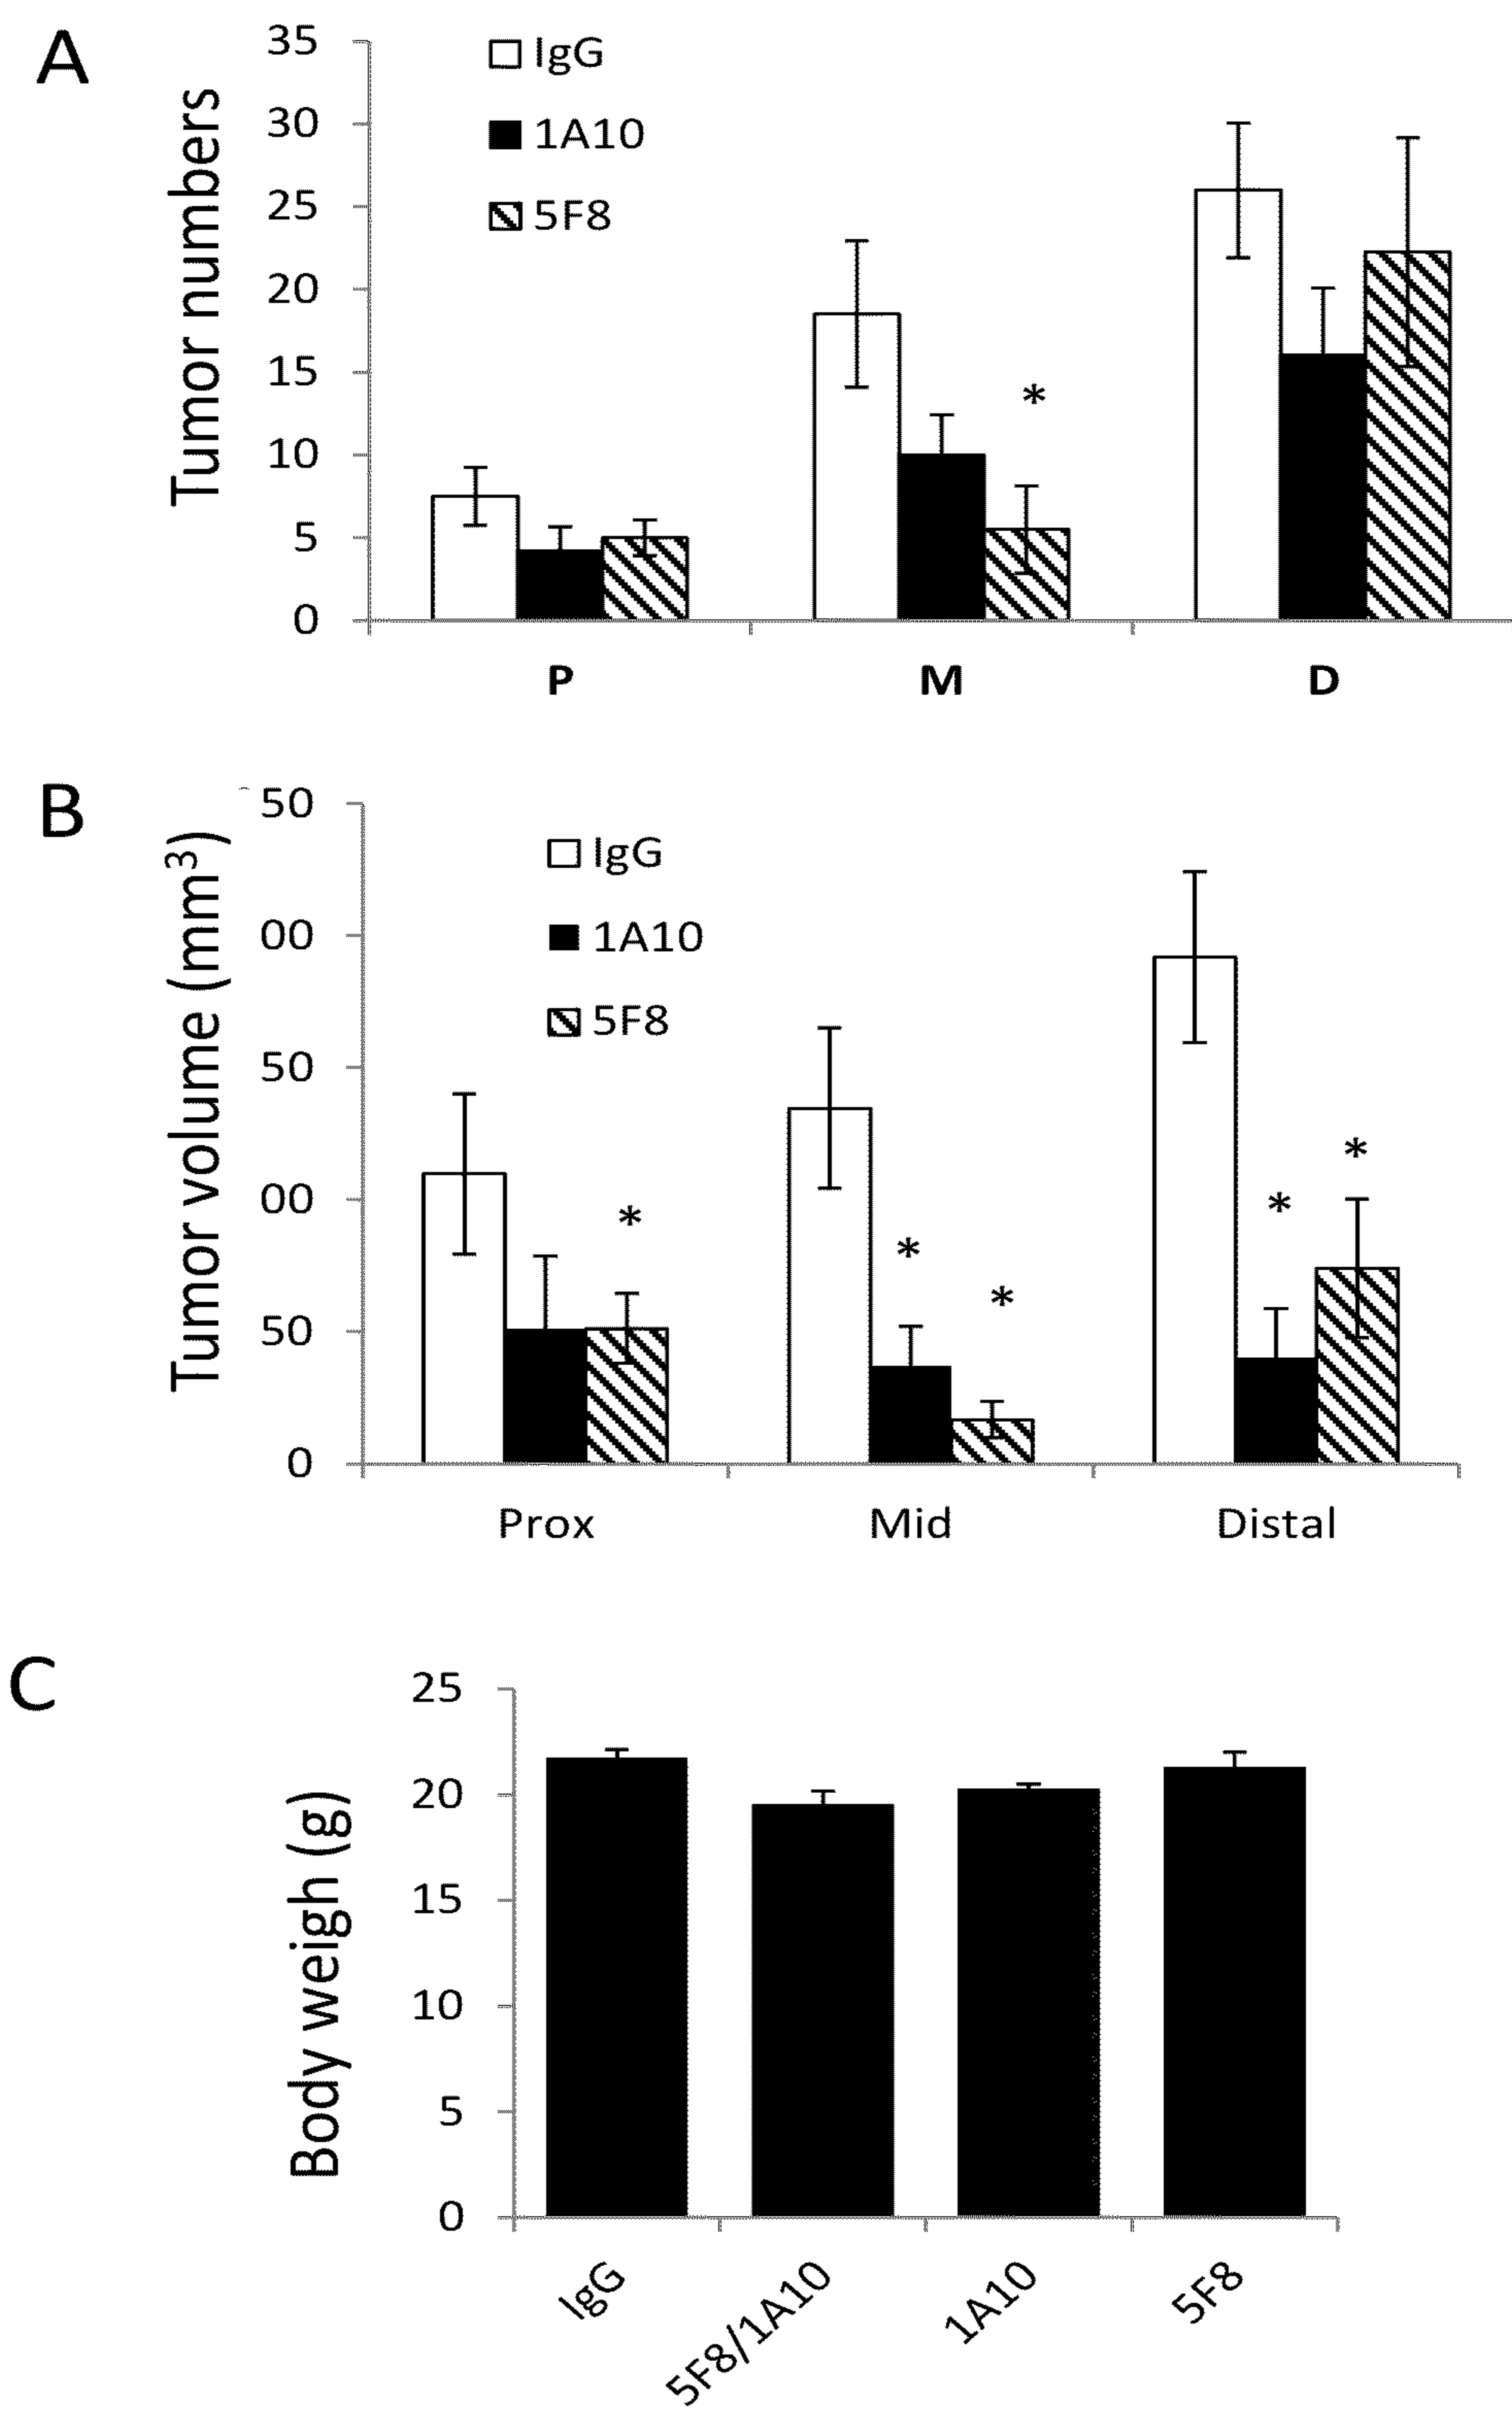 A
Tumor numbers
35
30
25
20
15
10
5
0
IgG
1A10
5F8
*
P M D
B
Tumor volume (mm³)
50
00
50
00
50
0
IgG
1A10
5F8
* * * * *
Prox Mid Distal
C
Body weigh (g)
25
20
15
10
5
0
IgG
5F8/1A10
1A10
5F8